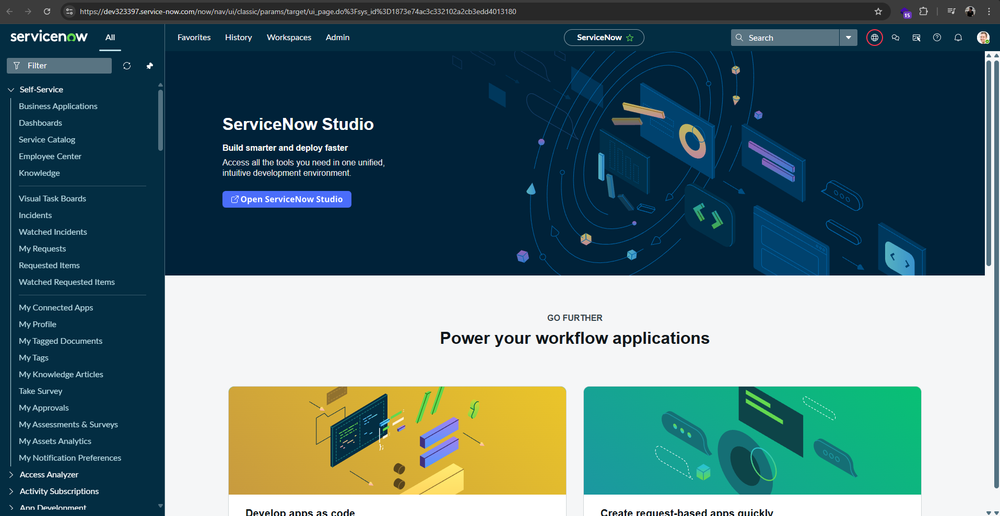 https://dev323397.service-now.com/now/nav/ui/classic/params/target/ui_page.do%3Fsys_id%3D1873e74ac3c332102a2cb3edd4013180
15
servicenow
All
Favorites
History
Workspaces
Admin
ServiceNow
Search
Filter
Self-Service
Business Applications
Dashboards
Service Catalog
Employee Center
Knowledge
Visual Task Boards
Incidents
Watched Incidents
My Requests
Requested Items
Watched Requested Items
My Connected Apps
My Profile
My Tagged Documents
My Tags
My Knowledge Articles
Take Survey
My Approvals
My Assessments & Surveys
My Assets Analytics
My Notification Preferences
Access Analyzer
Activity Subscriptions
App Development
ServiceNow Studio
Build smarter and deploy faster
Access all the tools you need in one unified,
intuitive development environment.
Open ServiceNow Studio
GO FURTHER
Power your workflow applications
Develop apps as code
Create request-based apps quickly